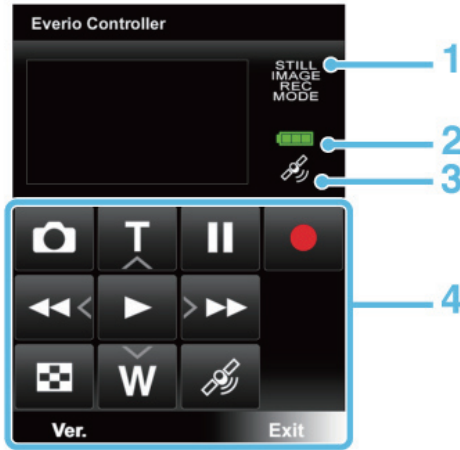 Everio Controller
STILL
IMAGE
REC
MODE
1
2
3
T
4
W
Ver.
Exit